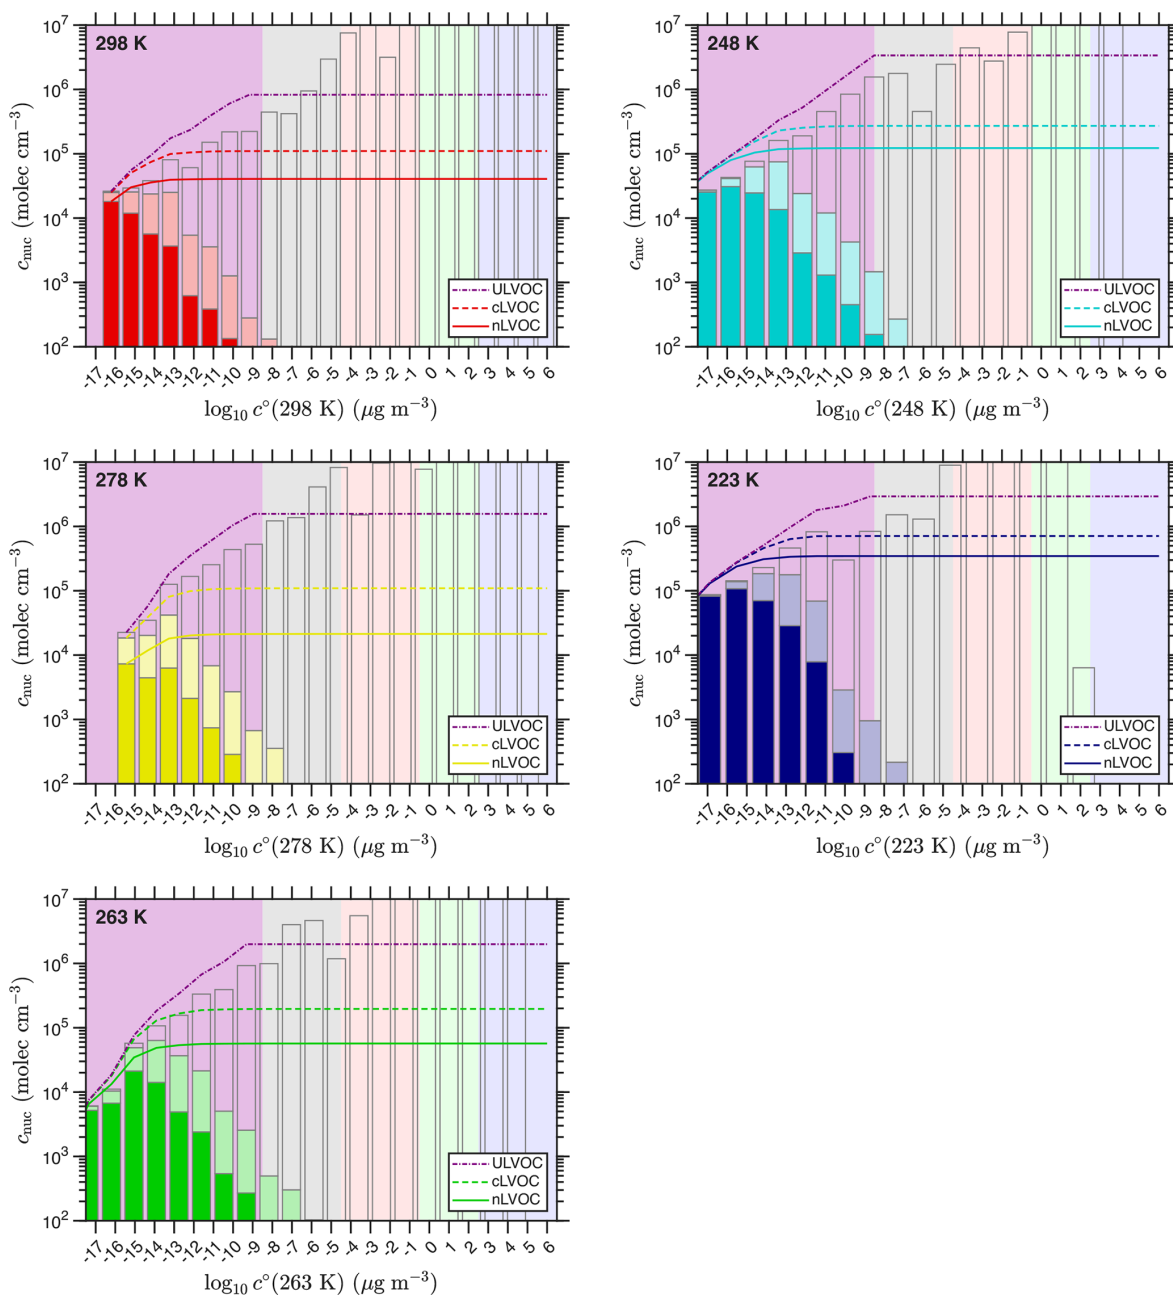 298 K
10^7
10^6
10^5
10^4
10^3
10^2
c_nuc (molec cm^−3)
ULVOC
cLVOC
nLVOC
-17 -16 -15 -14 -13 -12 -11 -10 -9 -8 -7 -6 -5 -4 -3 -2 -1 0 1 2 3 4 5 6
log_10 c°(298 K) (μg m^−3)
248 K
10^7
10^6
10^5
10^4
10^3
10^2
c_nuc (molec cm^−3)
ULVOC
cLVOC
nLVOC
-17 -16 -15 -14 -13 -12 -11 -10 -9 -8 -7 -6 -5 -4 -3 -2 -1 0 1 2 3 4 5 6
log_10 c°(248 K) (μg m^−3)
278 K
10^7
10^6
10^5
10^4
10^3
10^2
c_nuc (molec cm^−3)
ULVOC
cLVOC
nLVOC
-17 -16 -15 -14 -13 -12 -11 -10 -9 -8 -7 -6 -5 -4 -3 -2 -1 0 1 2 3 4 5 6
log_10 c°(278 K) (μg m^−3)
223 K
10^7
10^6
10^5
10^4
10^3
10^2
c_nuc (molec cm^−3)
ULVOC
cLVOC
nLVOC
-17 -16 -15 -14 -13 -12 -11 -10 -9 -8 -7 -6 -5 -4 -3 -2 -1 0 1 2 3 4 5 6
log_10 c°(223 K) (μg m^−3)
263 K
10^7
10^6
10^5
10^4
10^3
10^2
c_nuc (molec cm^−3)
ULVOC
cLVOC
nLVOC
-17 -16 -15 -14 -13 -12 -11 -10 -9 -8 -7 -6 -5 -4 -3 -2 -1 0 1 2 3 4 5 6
log_10 c°(263 K) (μg m^−3)